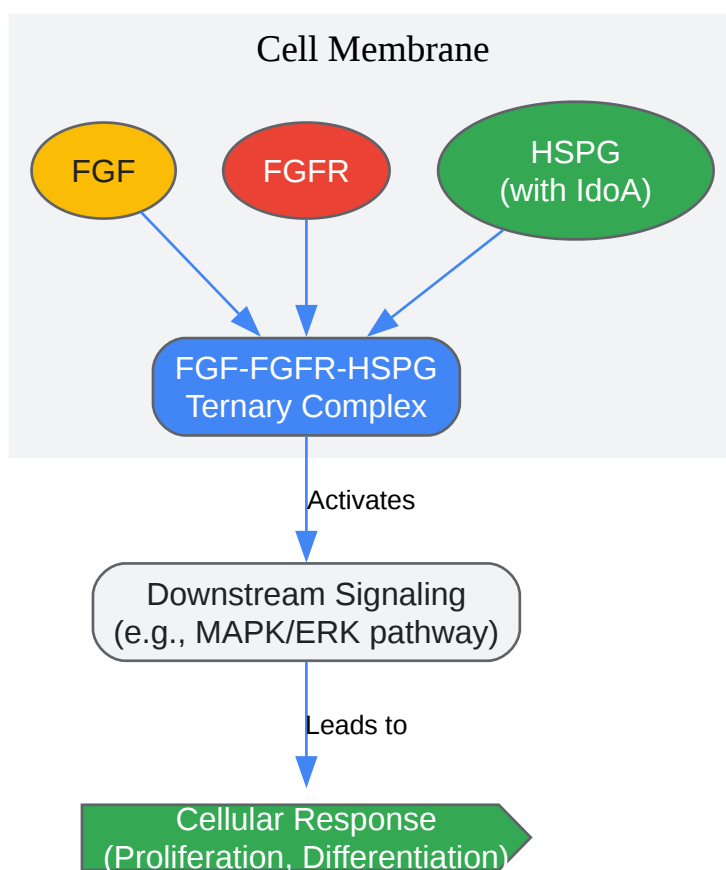 Cell Membrane
FGF
FGFR
HSPG
(with IdoA)
FGF-FGFR-HSPG
Ternary Complex
Activates
Downstream Signaling
(e.g., MAPK/ERK pathway)
Leads to
Cellular Response
(Proliferation, Differentiation)